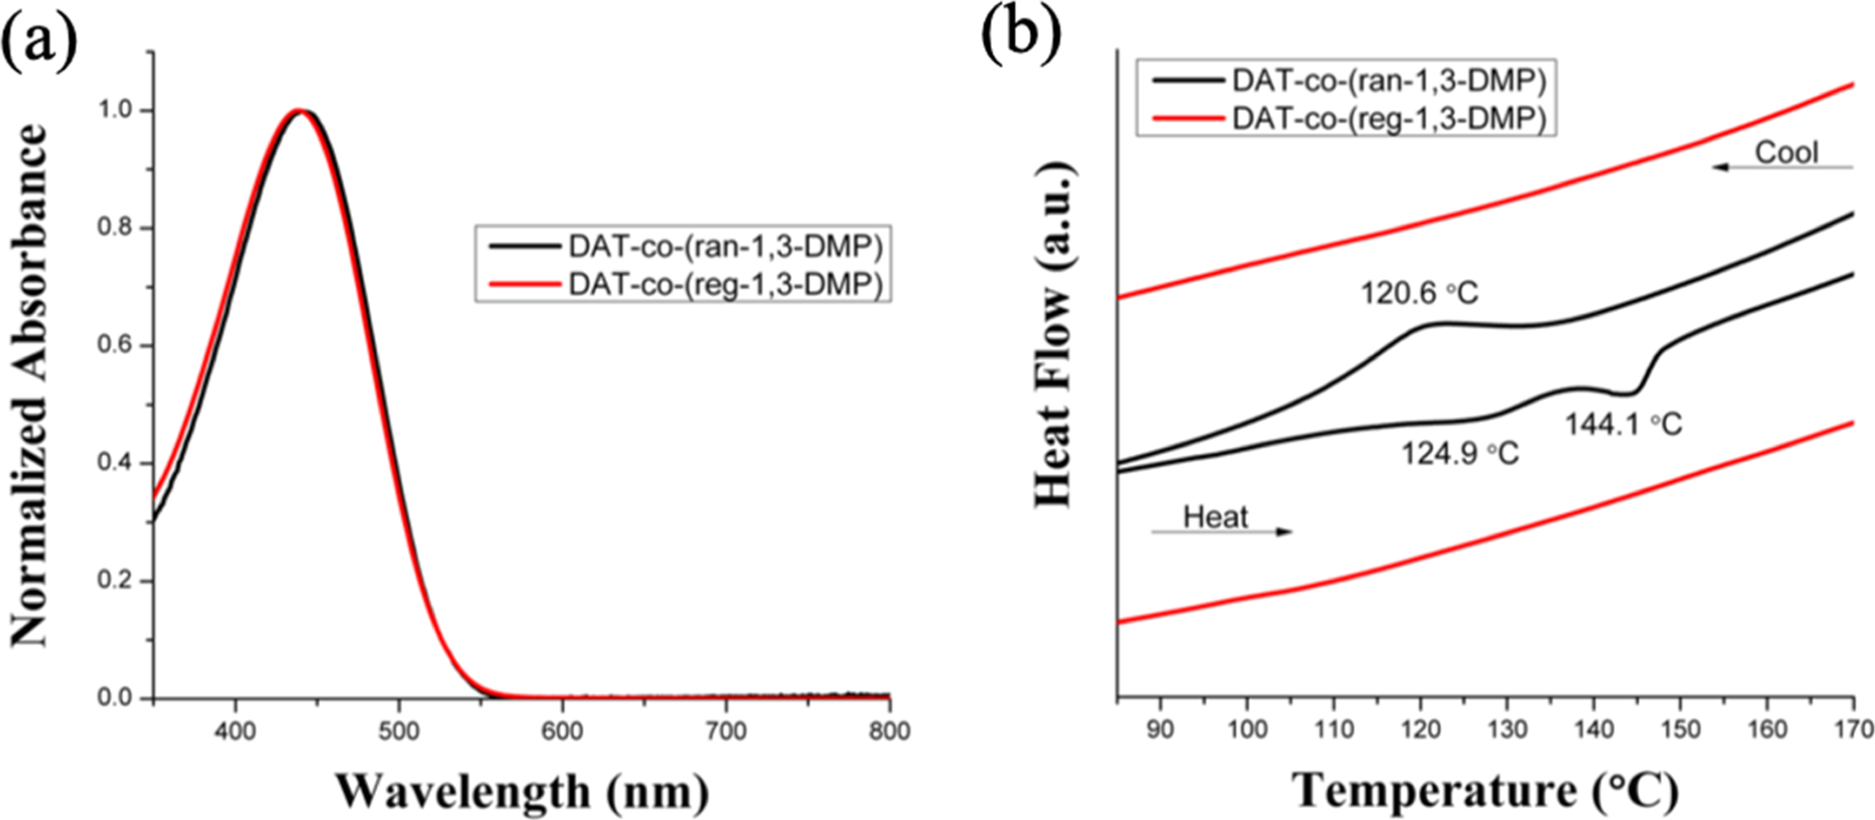 (a)
Normalized Absorbance
1.0
0.8
0.6
0.4
0.2
0.0
DAT-co-(ran-1,3-DMP)
DAT-co-(reg-1,3-DMP)
400 500 600 700 800
Wavelength (nm)
(b)
Heat Flow (a.u.)
DAT-co-(ran-1,3-DMP)
DAT-co-(reg-1,3-DMP)
Cool
120.6 °C
144.1 °C
124.9 °C
Heat
90 100 110 120 130 140 150 160 170
Temperature (°C)